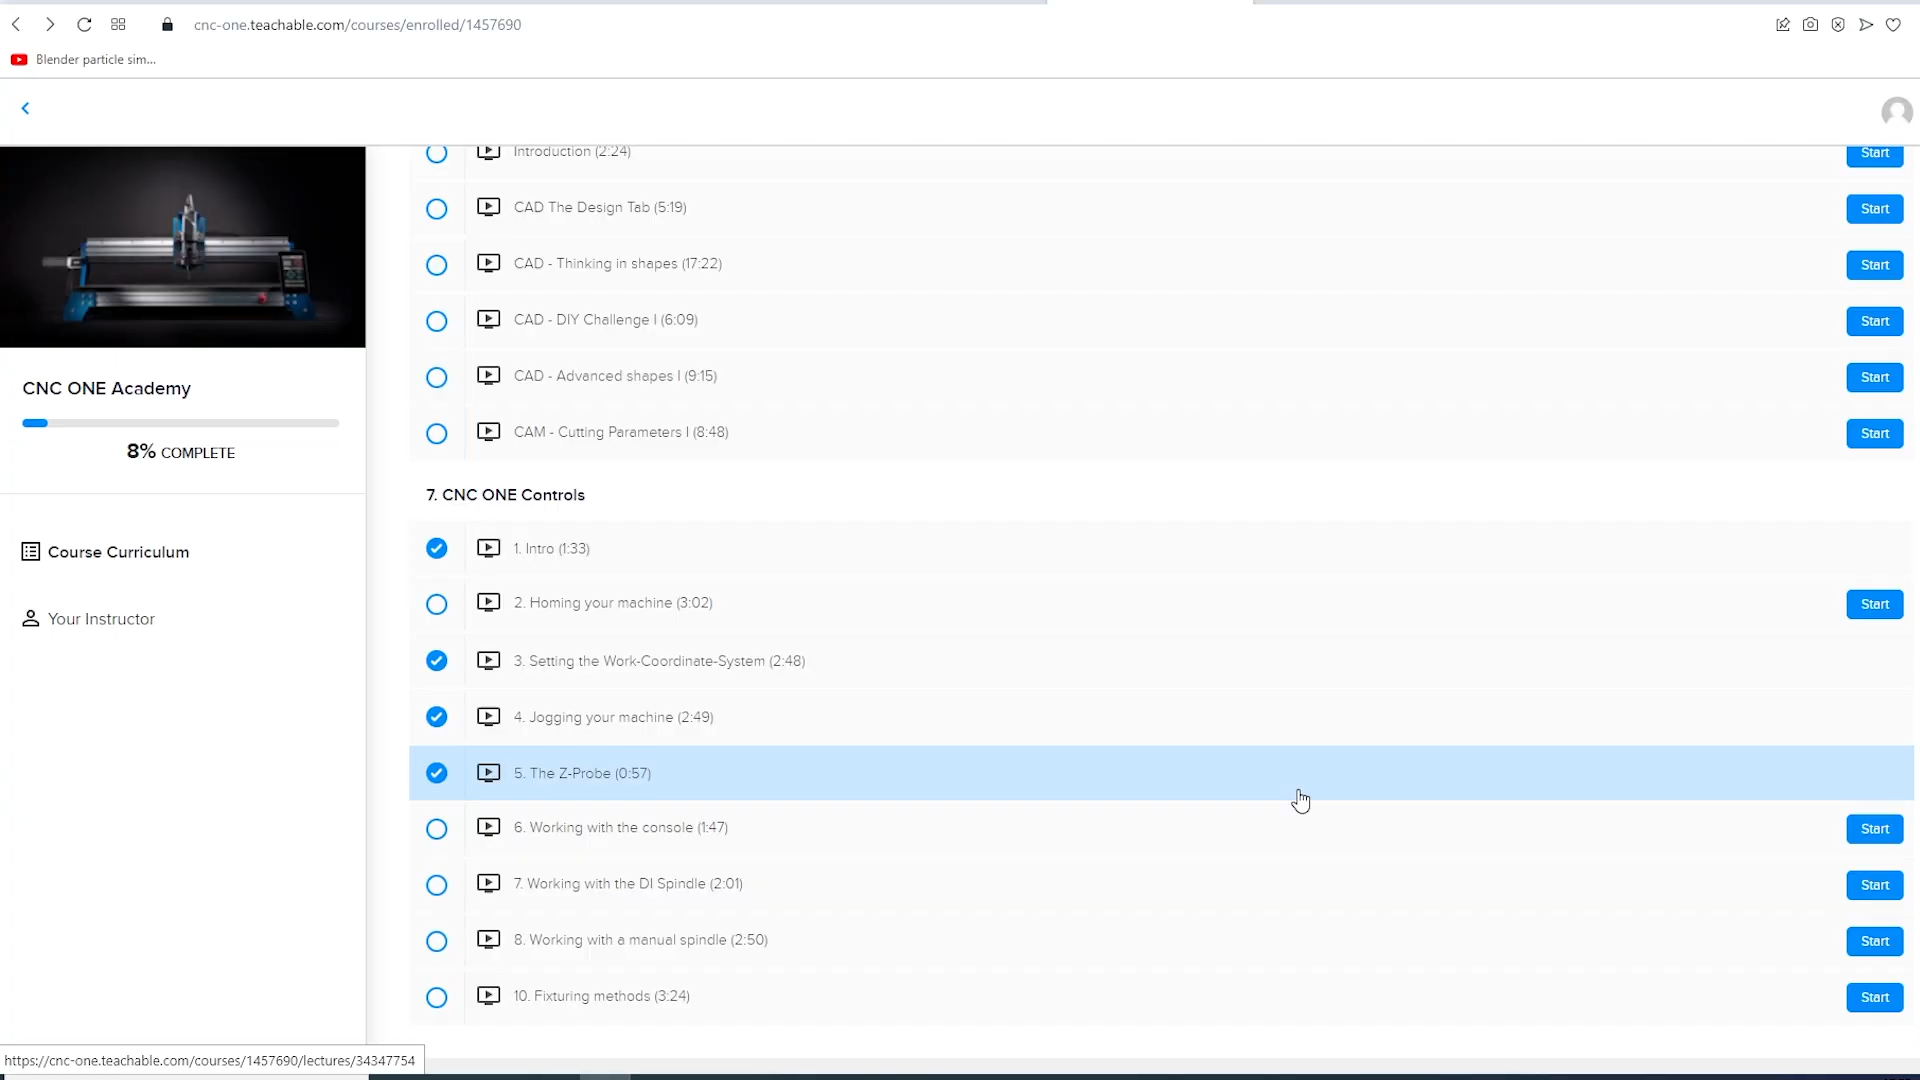 cnc-one.teachable.com/courses/enrolled/1457690
Blender particle sim...
Introduction (2:24)
Start
CAD The Design Tab (5:19)
Start
CAD - Thinking in shapes (17:22)
Start
CAD - DIY Challenge I (6:09)
Start
CAD - Advanced shapes I (9:15)
Start
CAM - Cutting Parameters I (8:48)
Start
CNC ONE Academy
8% COMPLETE
Course Curriculum
Your Instructor
7. CNC ONE Controls
1. Intro (1:33)
2. Homing your machine (3:02)
Start
3. Setting the Work-Coordinate-System (2:48)
4. Jogging your machine (2:49)
5. The Z-Probe (0:57)
6. Working with the console (1:47)
Start
7. Working with the DI Spindle (2:01)
Start
8. Working with a manual spindle (2:50)
Start
10. Fixturing methods (3:24)
Start
https://cnc-one.teachable.com/courses/1457690/lectures/34347754